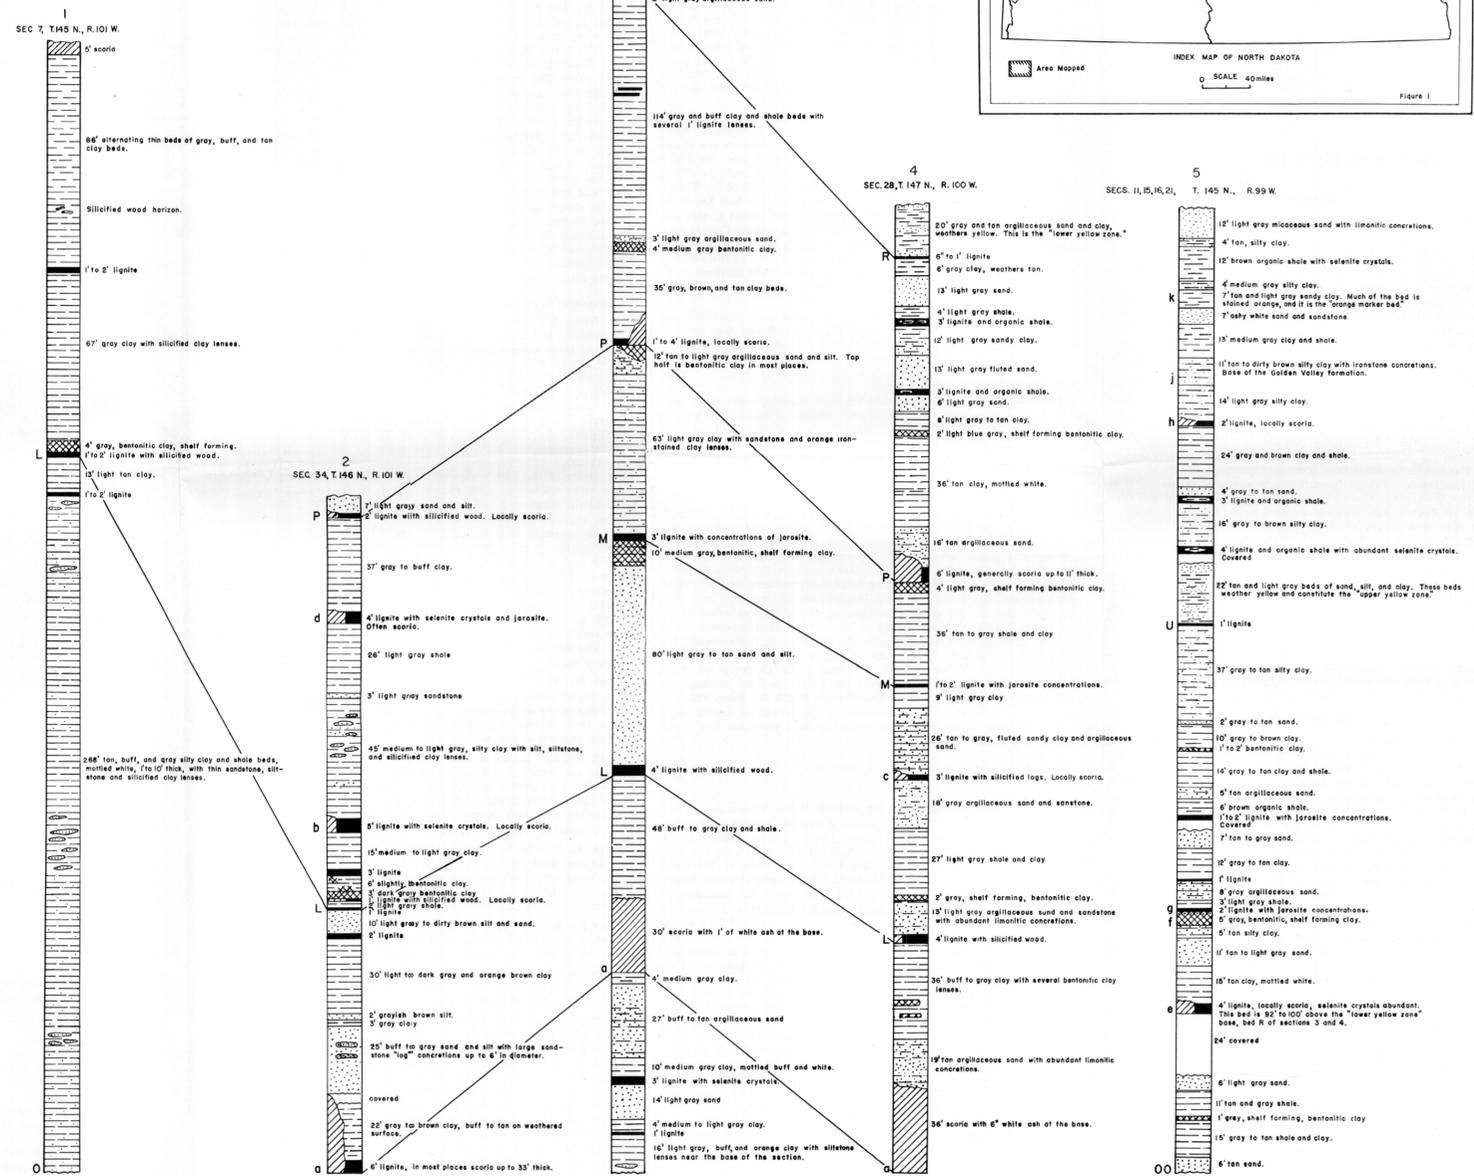 1
SEC 7, T.145 N., R.101 W.
5' scoria
86' alternating thin beds of gray, buff, and tan
clay beds.
Silicified wood horizon.
1' to 2' lignite
67' gray clay with silicified clay lenses.
4' gray, bentonitic clay, shelf forming.
L
1' to 2' lignite with silicified wood.
13' light tan clay.
1' to 2' lignite
268' tan, buff, and gray silty clay and shale beds,
mottled white, 1' to 10' thick, with thin sandstone, silt-
stone and silicified clay lenses.
O
2
SEC. 34, T.146 N., R.101 W.
7' light gray sand and silt.
P
2' lignite with silicified wood. Locally scoria.
37' gray to buff clay.
d
4' lignite with selenite crystals and jarosite.
Often scoria.
26' light gray shale
3' light gray sandstone
45' medium to light gray, silty clay with silt, siltstone,
and silicified clay lenses.
b
5' lignite with selenite crystals. Locally scoria.
15' medium to light gray clay.
3' lignite
6' slightly bentonitic clay.
3' dark gray bentonitic clay
1' lignite with silicified wood. Locally scoria.
light gray shale.
L
1' lignite
10' light gray to dirty brown silt and sand.
2' lignite
30' light to dark gray and orange brown clay
2' grayish brown silt.
3' gray clay
25' buff to gray sand and silt with large sand-
stone "log" concretions up to 6' in diameter.
covered
22' gray to brown clay, buff to tan on weathered
surface.
a
6' lignite, in most places scoria up to 33' thick.
light gray argillaceous sand.
114' gray and buff clay and shale beds with
several 1' lignite lenses.
3' light gray argillaceous sand.
4' medium gray bentonitic clay.
35' gray, brown, and tan clay beds.
P
1' to 4' lignite, locally scoria.
12' tan to light gray argillaceous sand and silt. Top
half is bentonitic clay in most places.
63' light gray clay with sandstone and orange iron-
stained clay lenses.
M
3' lignite with concentrations of jarosite.
10' medium gray, bentonitic, shelf forming clay.
80' light gray to tan sand and silt.
L
4' lignite with silicified wood.
48' buff to gray clay and shale.
30' scoria with 1' of white ash at the base.
a
4' medium gray clay.
27' buff to tan argillaceous sand
10' medium gray clay, mottled buff and white.
3' lignite with selenite crystals.
14' light gray sand
4' medium to light gray clay.
1' lignite
16' light gray, buff, and orange clay with siltstone
lenses near the base of the section.
INDEX MAP OF NORTH DAKOTA
Area Mapped
0 SCALE 40 miles
Figure 1
4
SEC. 28, T. 147 N., R. 100 W.
20' gray and tan argillaceous sand and clay,
weathers yellow. This is the "lower yellow zone."
R
6" to 1' lignite
6' gray clay, weathers tan.
13' light gray sand.
4' light gray shale.
3' lignite and organic shale.
12' light gray sandy clay.
13' light gray fluted sand.
3' lignite and organic shale.
6' light gray sand.
8' light gray to tan clay.
2' light blue gray, shelf forming bentonitic clay.
36' tan clay, mottled white.
16' tan argillaceous sand.
P
6' lignite, generally scoria up to 11' thick.
4' light gray, shelf forming bentonitic clay.
36' tan to gray shale and clay
M
1' to 2' lignite with jarosite concentrations.
9' light gray clay
26' tan to gray, fluted sandy clay and argillaceous
sand.
c
3' lignite with silicified logs. Locally scoria.
18' gray argillaceous sand and sanstone.
27' light gray shale and clay
2' gray, shelf forming, bentonitic clay.
13' light gray argillaceous sand and sandstone
with abundant limonitic concretions.
L
4' lignite with silicified wood.
36' buff to gray clay with several bentonitic clay
lenses.
19' tan argillaceous sand with abundant limonitic
concretions.
36' scoria with 6" white ash at the base.
a
5
SECS. 11, 15, 16, 21, T. 145 N., R. 99 W.
12' light gray micaceous sand with limonitic concretions.
4' tan, silty clay.
12' brown organic shale with selenite crystals.
4' medium gray silty clay.
k
7' tan and light gray sandy clay. Much of the bed is
stained orange, and it is the "orange marker bed."
7' ashy white sand and sandstone.
13' medium gray clay and shale.
11' tan to dirty brown silty clay with ironstone concretions.
Base of the Golden Valley formation.
j
14' light gray silty clay.
h
2' lignite, locally scoria.
24' gray and brown clay and shale.
4' gray to tan sand.
3' lignite and organic shale.
16' gray to brown silty clay.
4' lignite and organic shale with abundant selenite crystals.
Covered
22' tan and light gray beds of sand, silt, and clay. These beds
weather yellow and constitute the "upper yellow zone."
U
1' lignite
37' gray to tan silty clay.
2' gray to tan sand.
10' gray to brown clay.
1' to 2' bentonitic clay.
14' gray to tan clay and shale.
5' tan argillaceous sand.
6' brown organic shale.
1' to 2' lignite with jarosite concentrations.
Covered
7' tan to gray sand.
12' gray to tan clay.
1' lignite
8' gray argillaceous sand.
3' light gray shale.
g
2' lignite with jarosite concentrations.
f
5' gray, bentonitic, shelf forming clay.
5' tan silty clay.
11' tan to light gray sand.
15' tan clay, mottled white.
e
4' lignite, locally scoria, selenite crystals abundant.
This bed is 92' to 100' above the "lower yellow zone"
base, bed R of sections 3 and 4.
24' covered
6' light gray sand.
11' tan and gray shale.
1' gray, shelf forming, bentonitic clay
15' gray to tan shale and clay.
6' tan sand.
OO